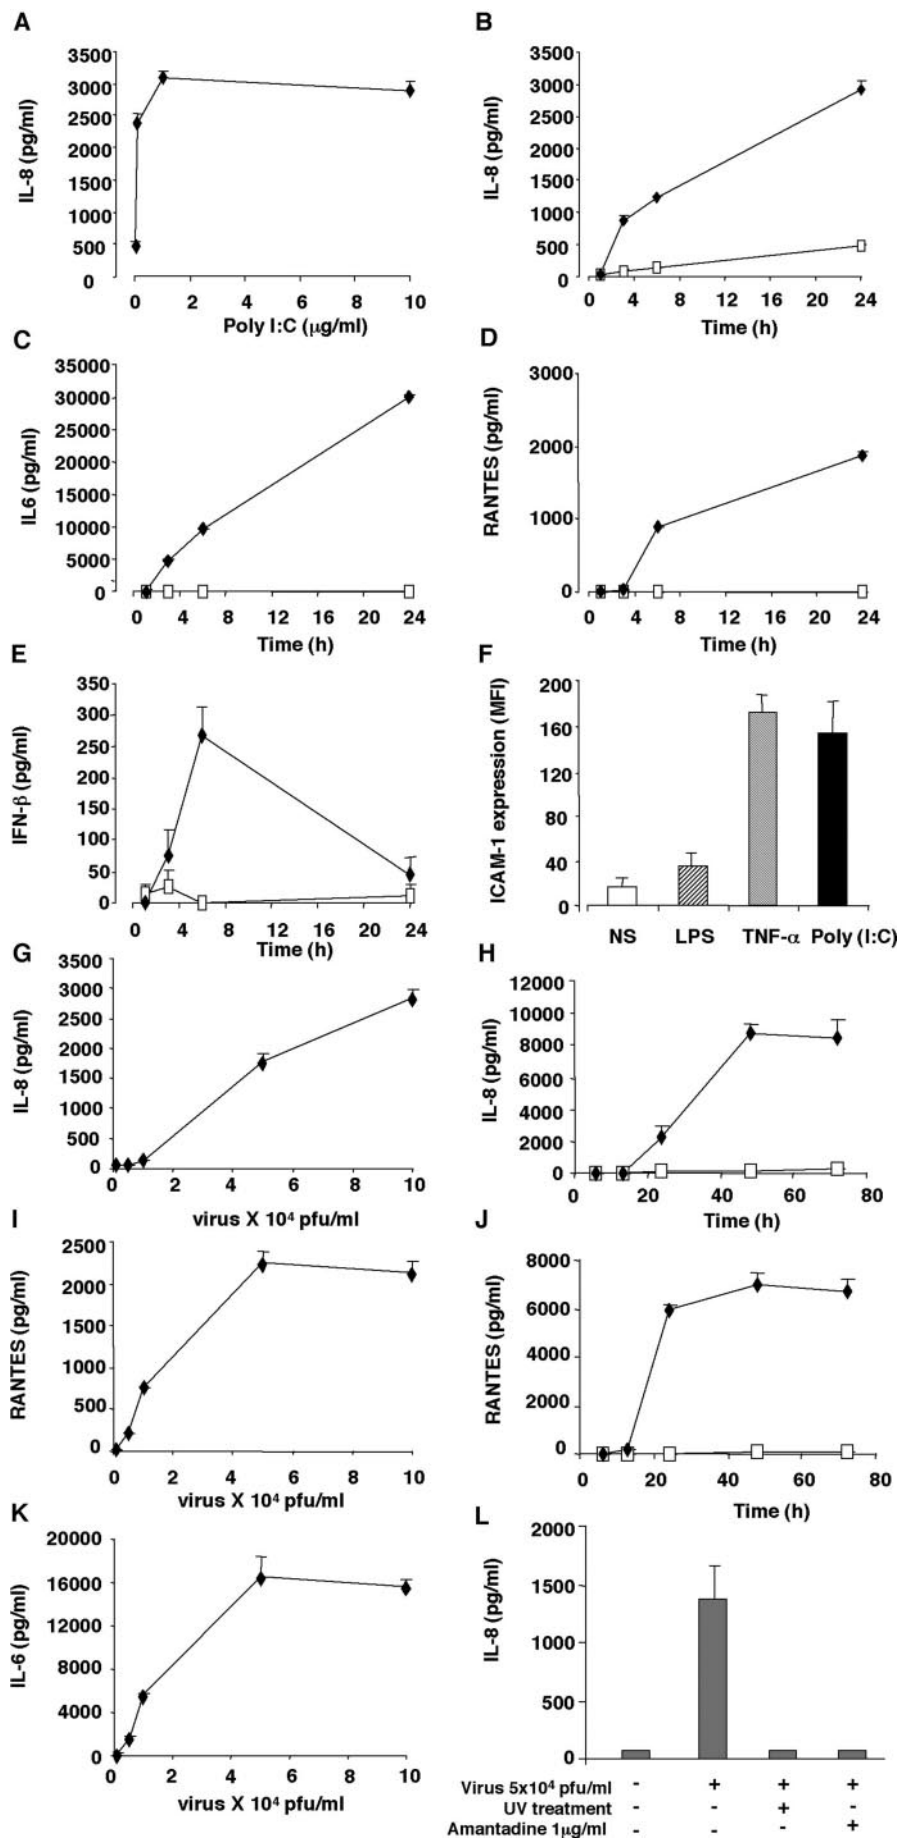 A
3500
3000
2500
2000
1500
1000
500
0
IL-8 (pg/ml)
0 2 4 6 8 10
Poly I:C (μg/ml)
B
3500
3000
2500
2000
1500
1000
500
0
IL-8 (pg/ml)
0 4 8 12 16 20 24
Time (h)
C
35000
30000
25000
20000
15000
10000
5000
0
IL6 (pg/ml)
0 4 8 12 16 20 24
Time (h)
D
3000
2000
1000
0
RANTES (pg/ml)
0 4 8 12 16 20 24
Time (h)
E
350
300
250
200
150
100
50
0
IFN-β (pg/ml)
0 4 8 12 16 20 24
Time (h)
F
200
160
120
80
40
0
ICAM-1 expression (MFI)
NS LPS TNF-α Poly (I:C)
G
3500
3000
2500
2000
1500
1000
500
0
IL-8 (pg/ml)
0 2 4 6 8 10
virus X 10⁴ pfu/ml
H
12000
10000
8000
6000
4000
2000
0
IL-8 (pg/ml)
0 20 40 60 80
Time (h)
I
2500
2000
1500
1000
500
0
RANTES (pg/ml)
0 2 4 6 8 10
virus X 10⁴ pfu/ml
J
8000
6000
4000
2000
0
RANTES (pg/ml)
0 20 40 60 80
Time (h)
K
20000
16000
12000
8000
4000
0
IL-6 (pg/ml)
0 2 4 6 8 10
virus X 10⁴ pfu/ml
L
2000
1500
1000
500
0
IL-8 (pg/ml)
Virus 5x10⁴ pfu/ml - + + +
UV treatment - - + -
Amantadine 1μg/ml - - - +